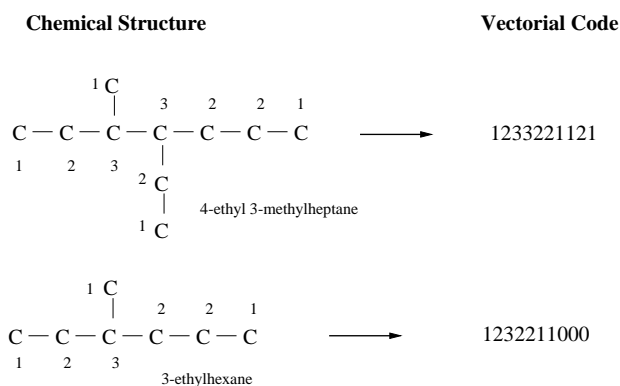 Chemical Structure Vectorial Code
1 C
3 2 2 1
C — C — C — C — C — C — C 1233221121
1 2 3
2 C
1 C
4-ethyl 3-methylheptane
1 C
2 2 1
C — C — C — C — C — C 1232211000
1 2 3
3-ethylhexane